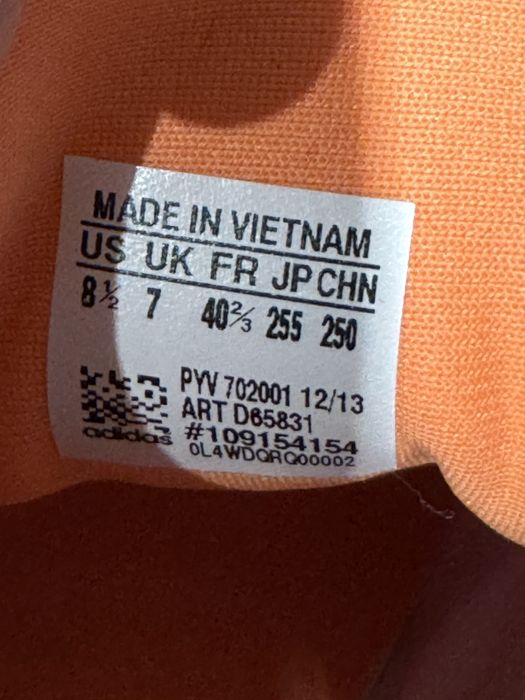 MADE IN VIETNAM
US UK FR JP CHN
8½ 7 40⅔ 255 250
PYV 702001 12/13
ART D65831
adidas #109154154
0L4WDQRQ00002